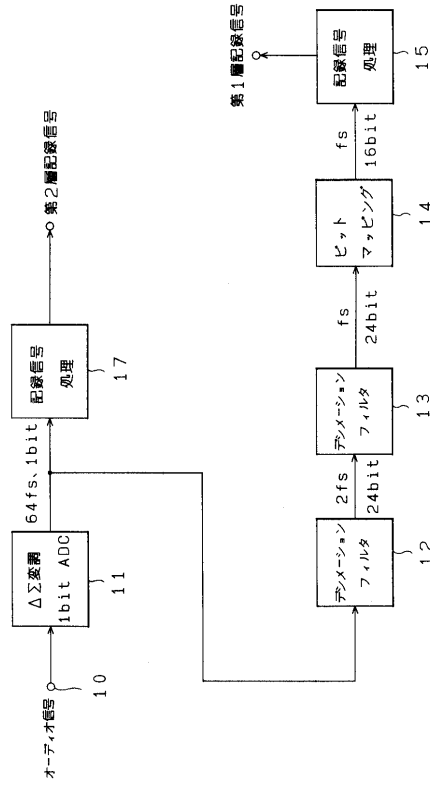 オーディオ信号
10
ΔΣ変調
1bit ADC
11
64fs、1bit
記録信号
処理
17
第2層記録信号
デシメーション
フィルタ
12
2fs
24bit
デシメーション
フィルタ
13
fs
24bit
ビット
マッピング
14
fs
16bit
記録信号
処理
15
第1層記録信号